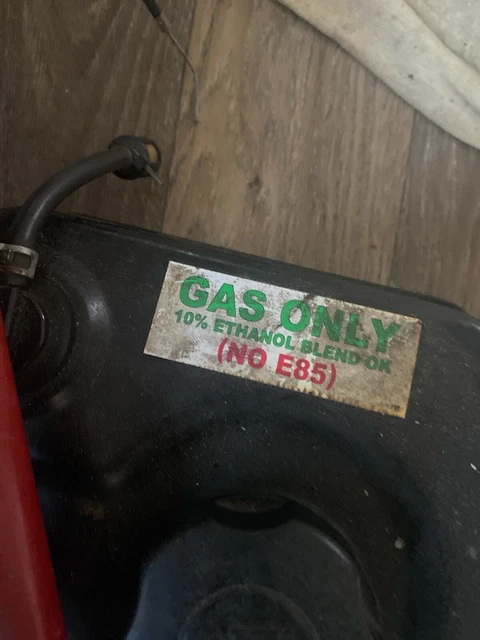 GAS ONLY
10% ETHANOL BLEND OK
(NO E85)